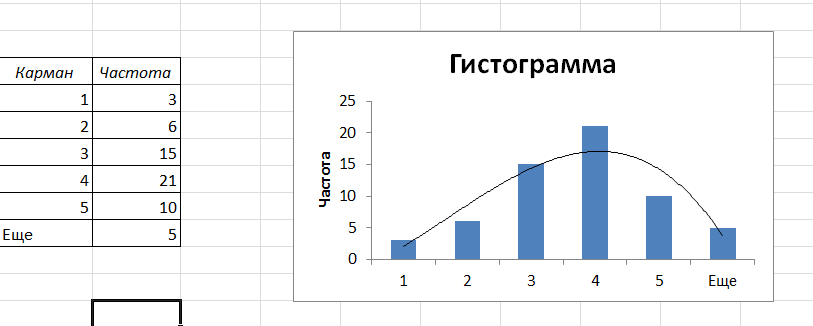 Карман Частота
1 3
2 6
3 15
4 21
5 10
Еще 5
Гистограмма
Частота
25
20
15
10
5
0
1 2 3 4 5 Еще